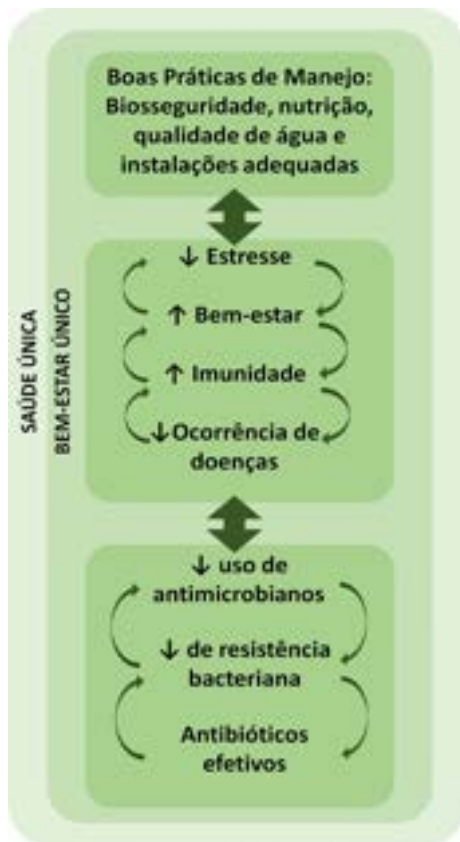 SAÚDE ÚNICA
BEM-ESTAR ÚNICO
Boas Práticas de Manejo:
Biosseguridade, nutrição,
qualidade de água e
instalações adequadas
↓ Estresse
↑ Bem-estar
↑ Imunidade
↓Ocorrência de
doenças
↓ uso de
antimicrobianos
↓ de resistência
bacteriana
Antibióticos
efetivos